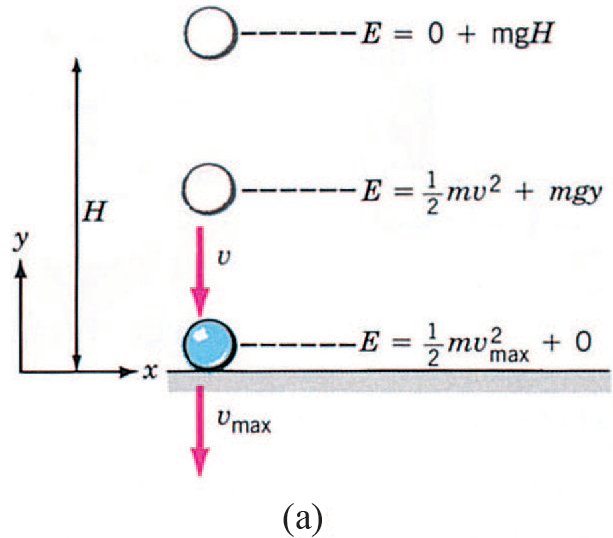 E = 0 + mgH
E = ½mv² + mgy
H
y
v
E = ½mv²max + 0
x
vmax
(a)